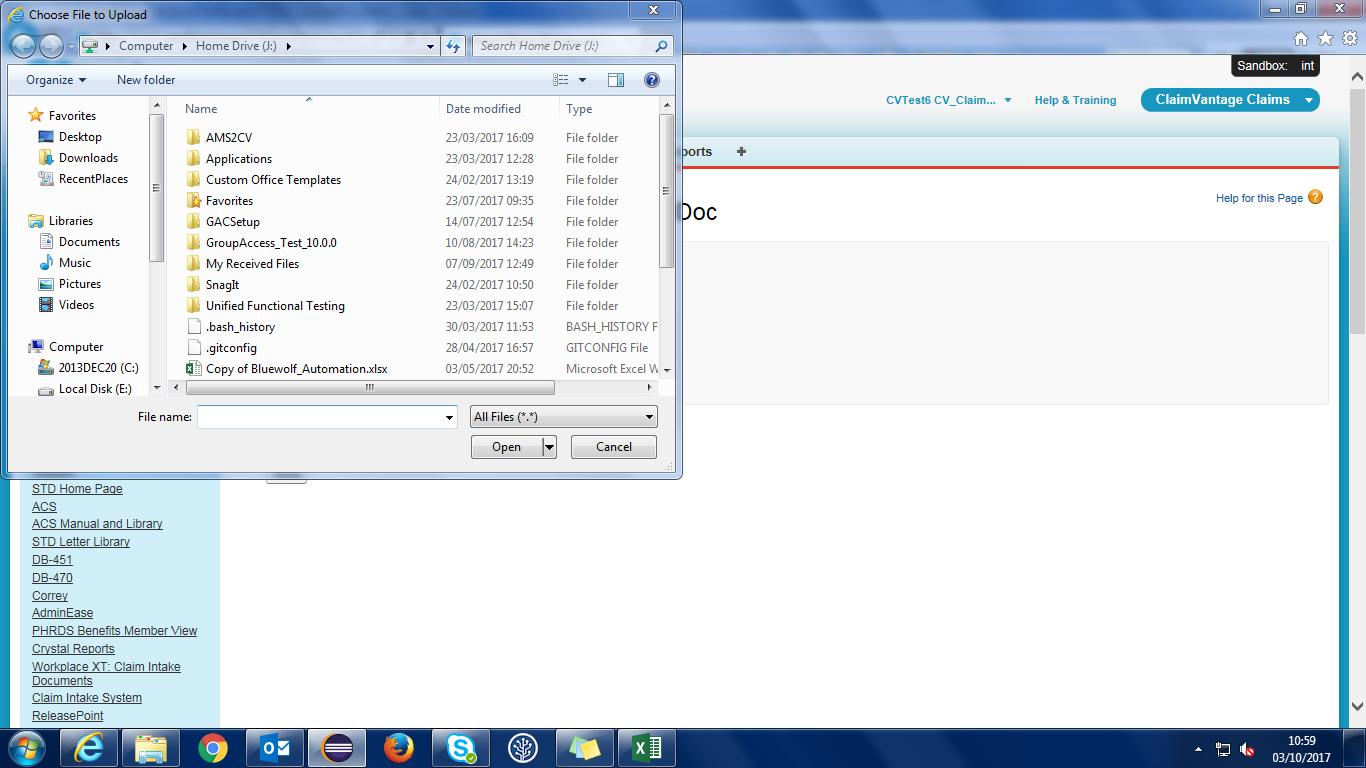 Choose File to Upload
Computer
Home Drive (J:)
Search Home Drive (J:)
Organize
New folder
Favorites
Desktop
Downloads
RecentPlaces
Libraries
Documents
Music
Pictures
Videos
Computer
2013DEC20 (C:)
Local Disk (E:)
Name Date modified Type
AMS2CV 23/03/2017 16:09 File folder
Applications 23/03/2017 12:28 File folder
Custom Office Templates 24/02/2017 13:19 File folder
Favorites 23/07/2017 09:35 File folder
GACSetup 14/07/2017 12:54 File folder
GroupAccess_Test_10.0.0 10/08/2017 14:23 File folder
My Received Files 07/09/2017 12:49 File folder
SnagIt 24/02/2017 10:50 File folder
Unified Functional Testing 23/03/2017 15:07 File folder
.bash_history 30/03/2017 11:53 BASH_HISTORY F
.gitconfig 28/04/2017 16:57 GITCONFIG File
Copy of Bluewolf_Automation.xlsx 03/05/2017 20:52 Microsoft Excel W
File name:
All Files (*.*)
Open
Cancel
Sandbox: int
CVTest6 CV_Claim...
Help & Training
ClaimVantage Claims
ports +
Help for this Page
Doc
STD Home Page
ACS
ACS Manual and Library
STD Letter Library
DB-451
DB-470
Correy
AdminEase
PHRDS Benefits Member View
Crystal Reports
Workplace XT: Claim Intake
Documents
Claim Intake System
ReleasePoint
10:59
03/10/2017